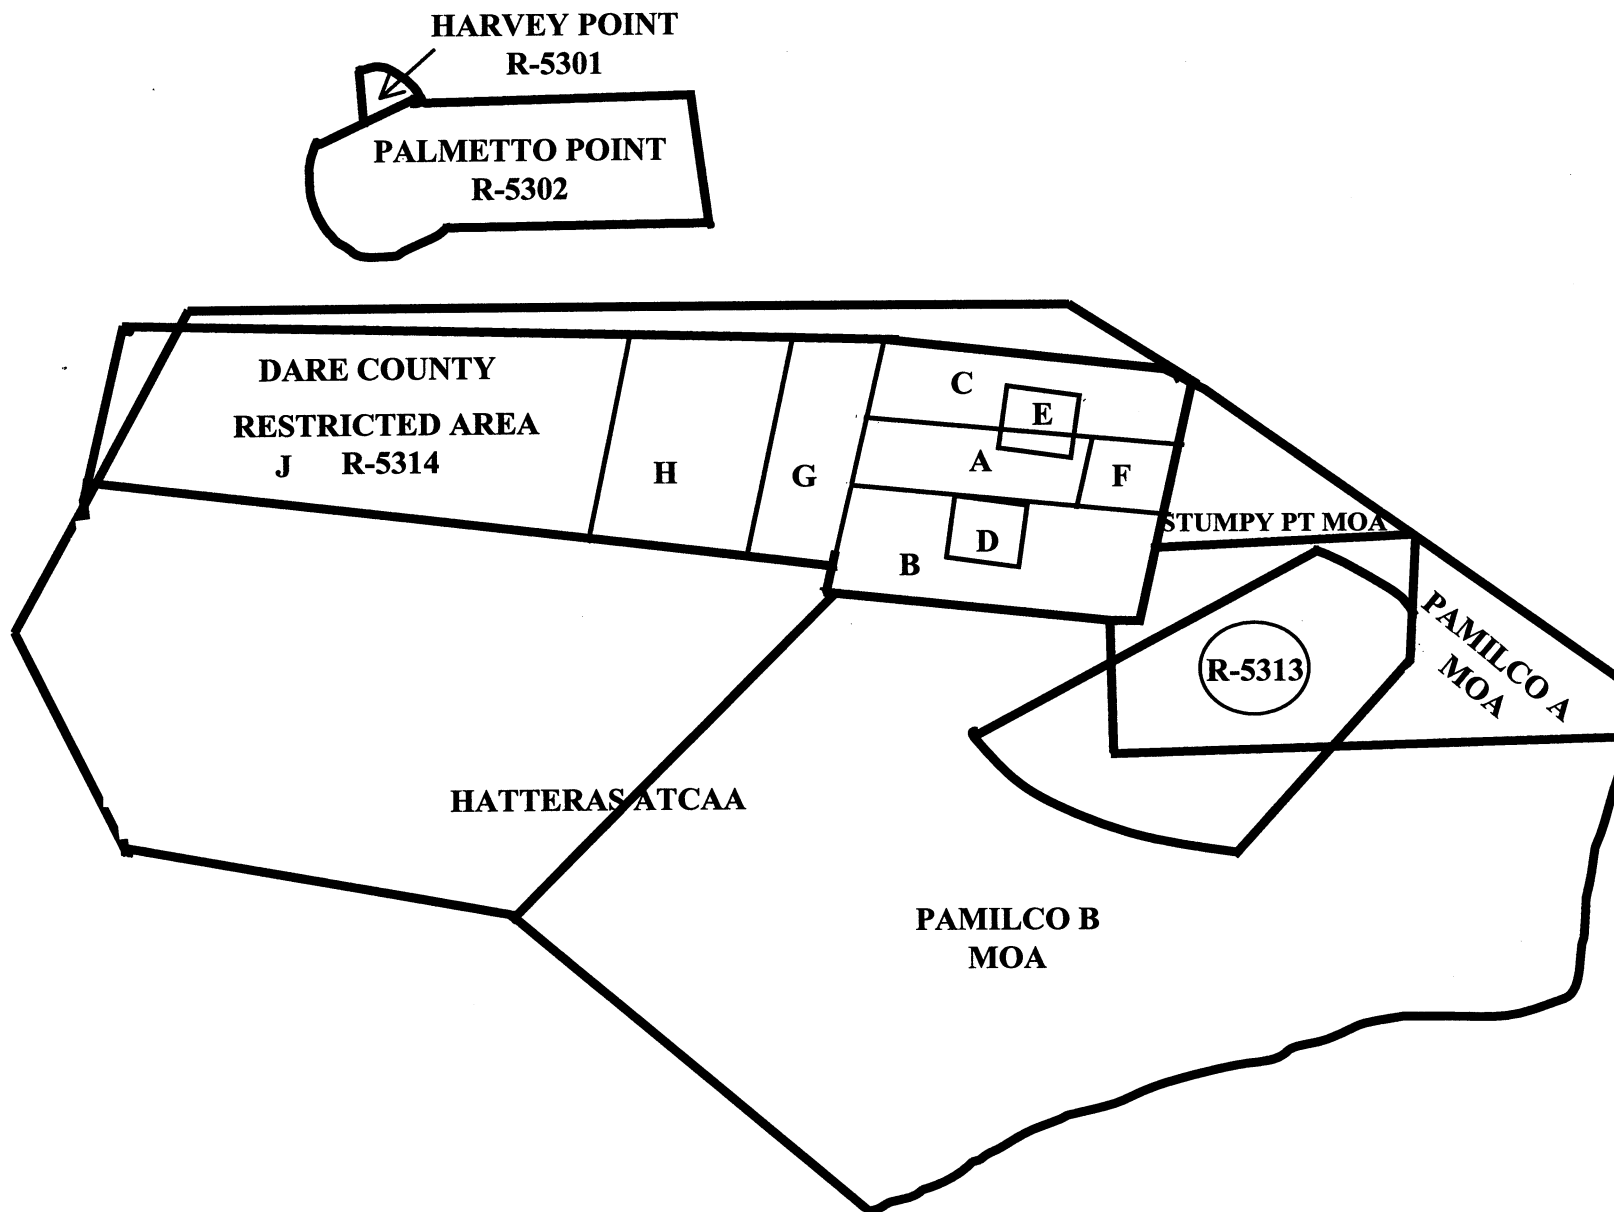 HARVEY POINT
R-5301
PALMETTO POINT
R-5302
DARE COUNTY
RESTRICTED AREA
J R-5314
H
G
C
E
A
F
D
B
STUMPY PT MOA
R-5313
PAMILCO A
MOA
HATTERAS ATCAA
PAMILCO B
MOA